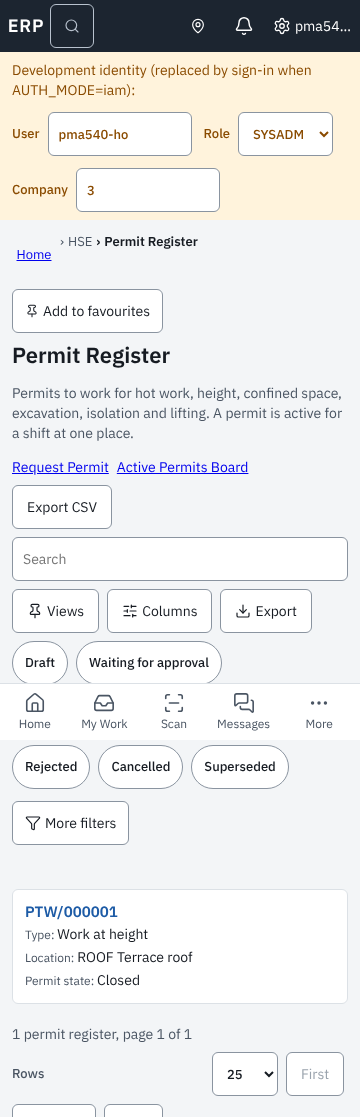 ERP
pma54...
Development identity (replaced by sign-in when
AUTH_MODE=iam):
User pma540-ho Role SYSADM
Company 3
Home › HSE › Permit Register
Add to favourites
Permit Register
Permits to work for hot work, height, confined space,
excavation, isolation and lifting. A permit is active for
a shift at one place.
Request Permit Active Permits Board
Export CSV
Search
Views Columns Export
Draft Waiting for approval
Home My Work Scan Messages More
Rejected Cancelled Superseded
More filters
PTW/000001
Type: Work at height
Location: ROOF Terrace roof
Permit state: Closed
1 permit register, page 1 of 1
Rows 25 First